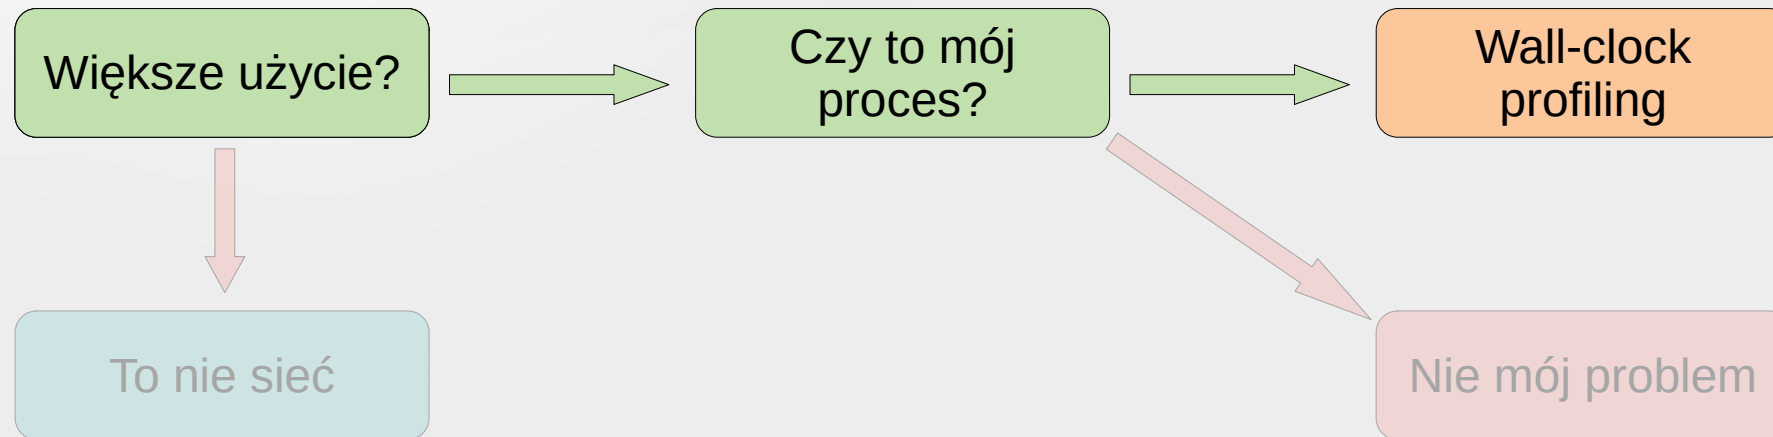 Większe użycie?
Czy to mój
proces?
Wall-clock
profiling
To nie sieć
Nie mój problem